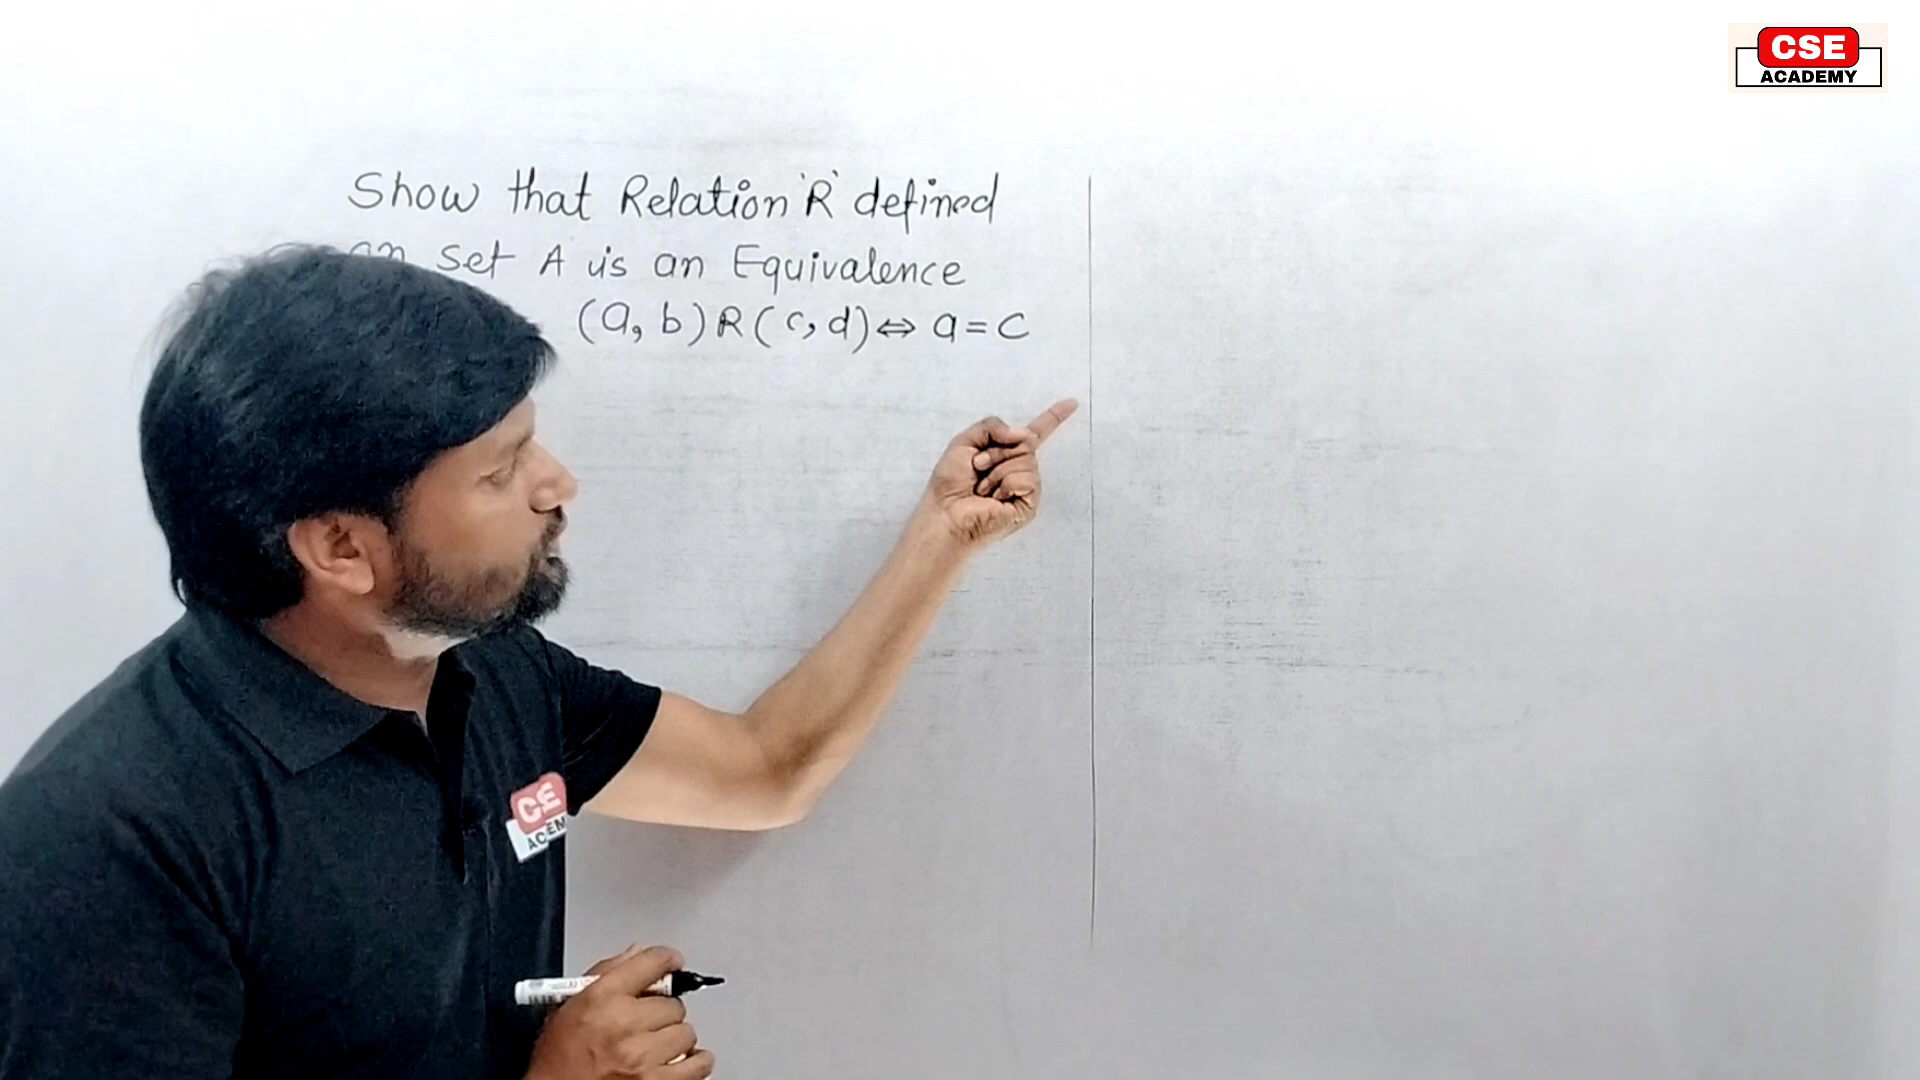 CSE
ACADEMY
Show that Relation 'R' defined
on set A is an Equivalence
(a, b) R (c, d) ⇔ a = c